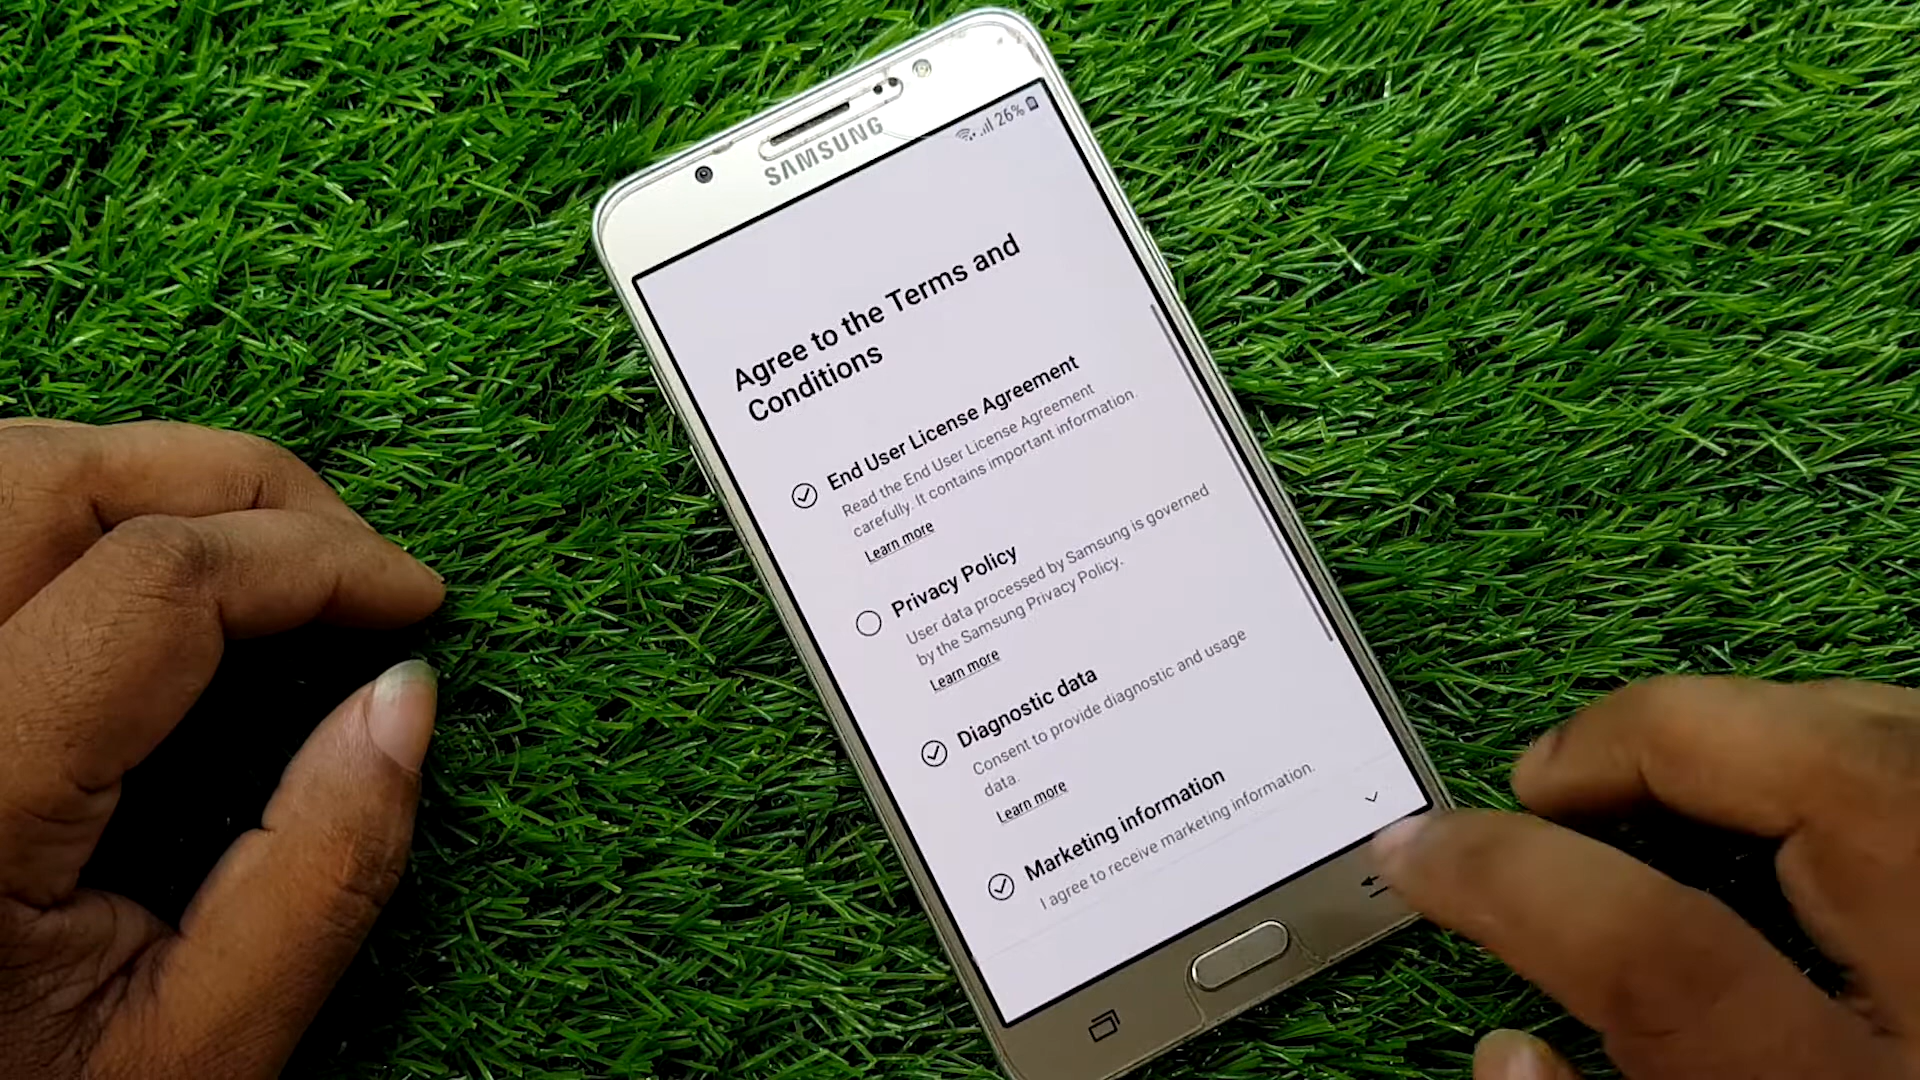 SAMSUNG
26%
Agree to the Terms and
Conditions
End User License Agreement
Read the End User License Agreement
carefully. It contains important information.
Learn more
Privacy Policy
User data processed by Samsung is governed
by the Samsung Privacy Policy.
Learn more
Diagnostic data
Consent to provide diagnostic and usage
data.
Learn more
Marketing information
I agree to receive marketing information.